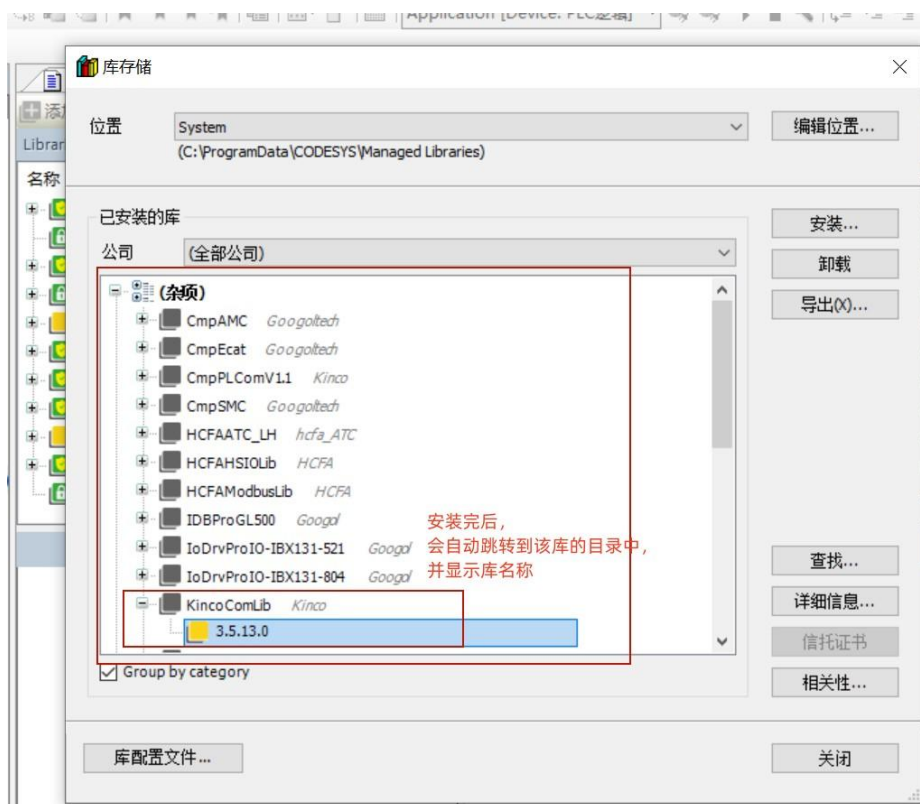 Application [Device: PLC逻辑]
库存储
添
位置
System
编辑位置...
(C:\ProgramData\CODESYS\Managed Libraries)
Librar
名称
已安装的库
安装...
公司
(全部公司)
卸载
导出(X)...
(杂项)
CmpAMC Googoltech
CmpEcat Googoltech
CmpPLComV1.1 Kinco
CmpSMC Googoltech
HCFAATC_LH hcfa_ATC
HCFAHSIOLib HCFA
HCFAModbusLib HCFA
IDBProGL500 Googol
IoDrvProIO-IBX131-521 Googol
IoDrvProIO-IBX131-804 Googol
KincoComLib Kinco
3.5.13.0
安装完后,
会自动跳转到该库的目录中,
并显示库名称
查找...
详细信息...
信托证书
相关性...
Group by category
库配置文件...
关闭